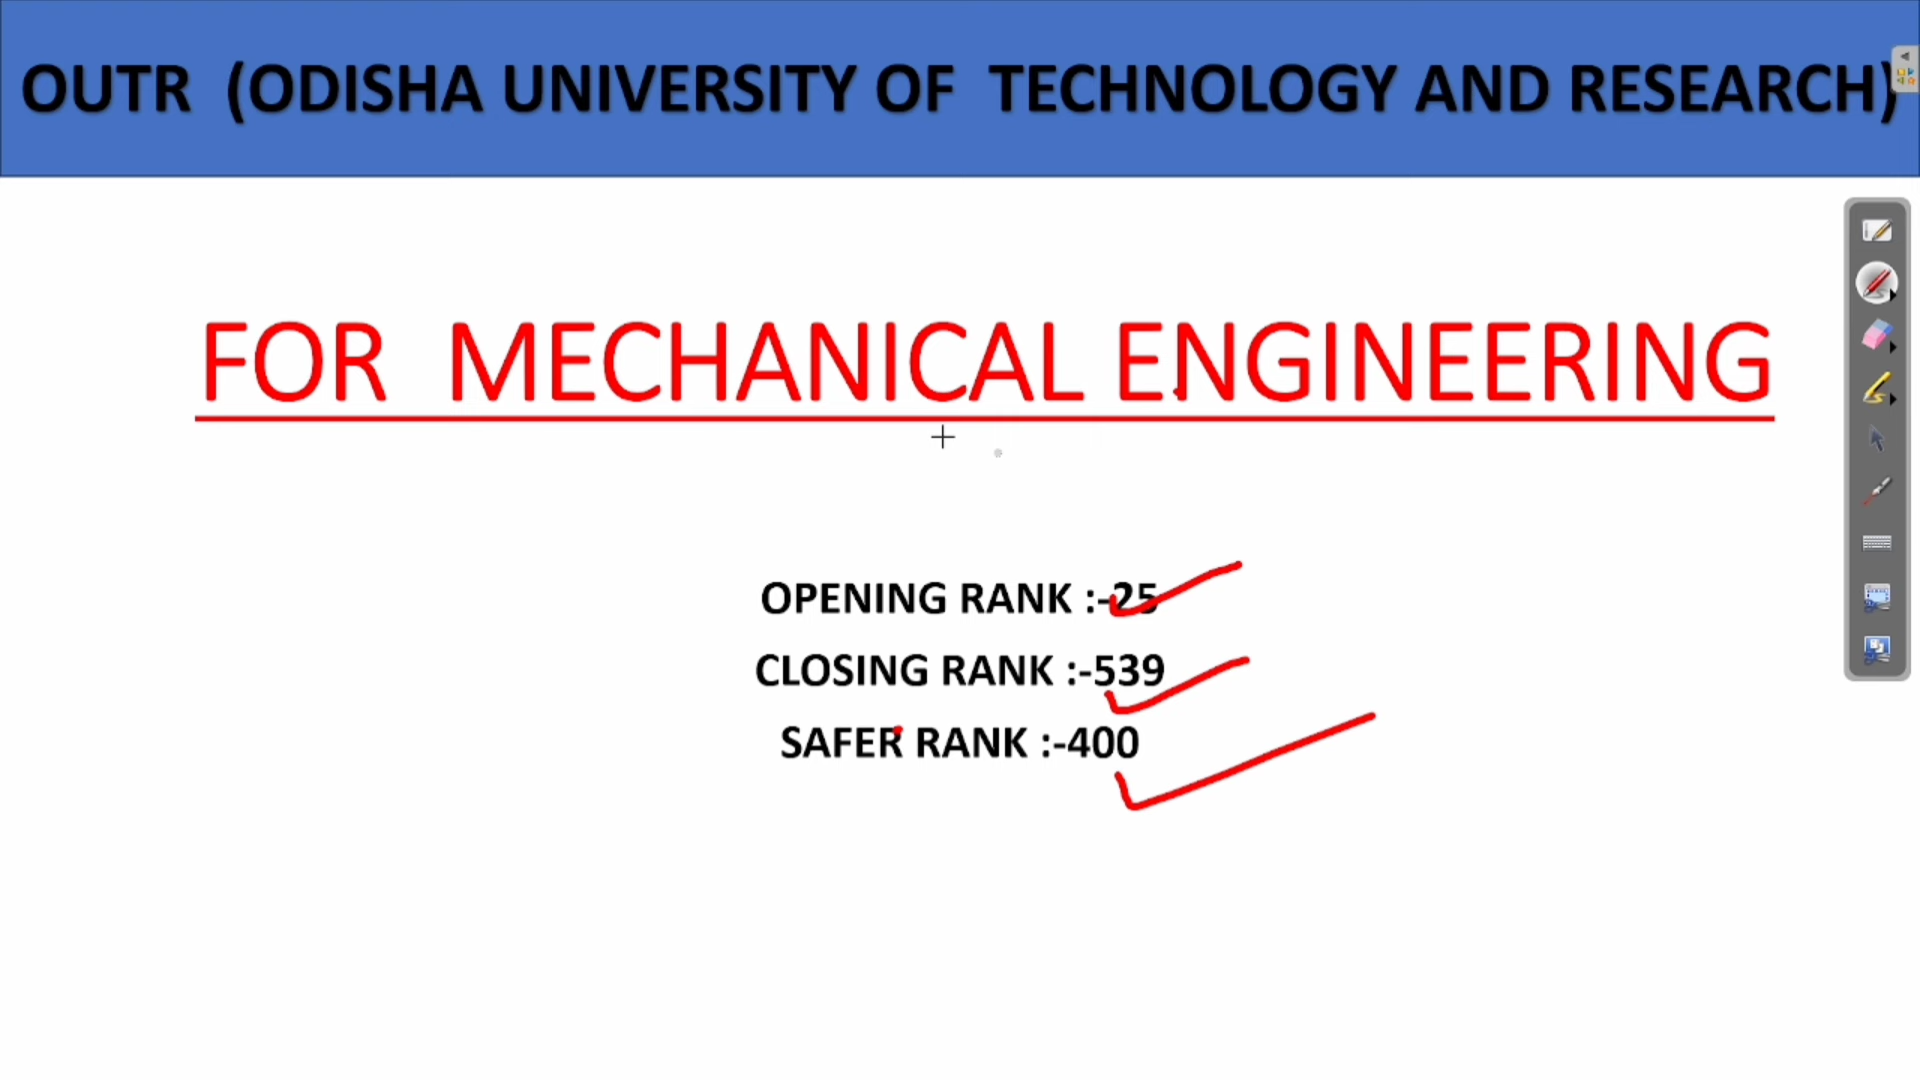 OUTR (ODISHA UNIVERSITY OF TECHNOLOGY AND RESEARCH)
FOR MECHANICAL ENGINEERING
OPENING RANK :-25
CLOSING RANK :-539
SAFER RANK :-400